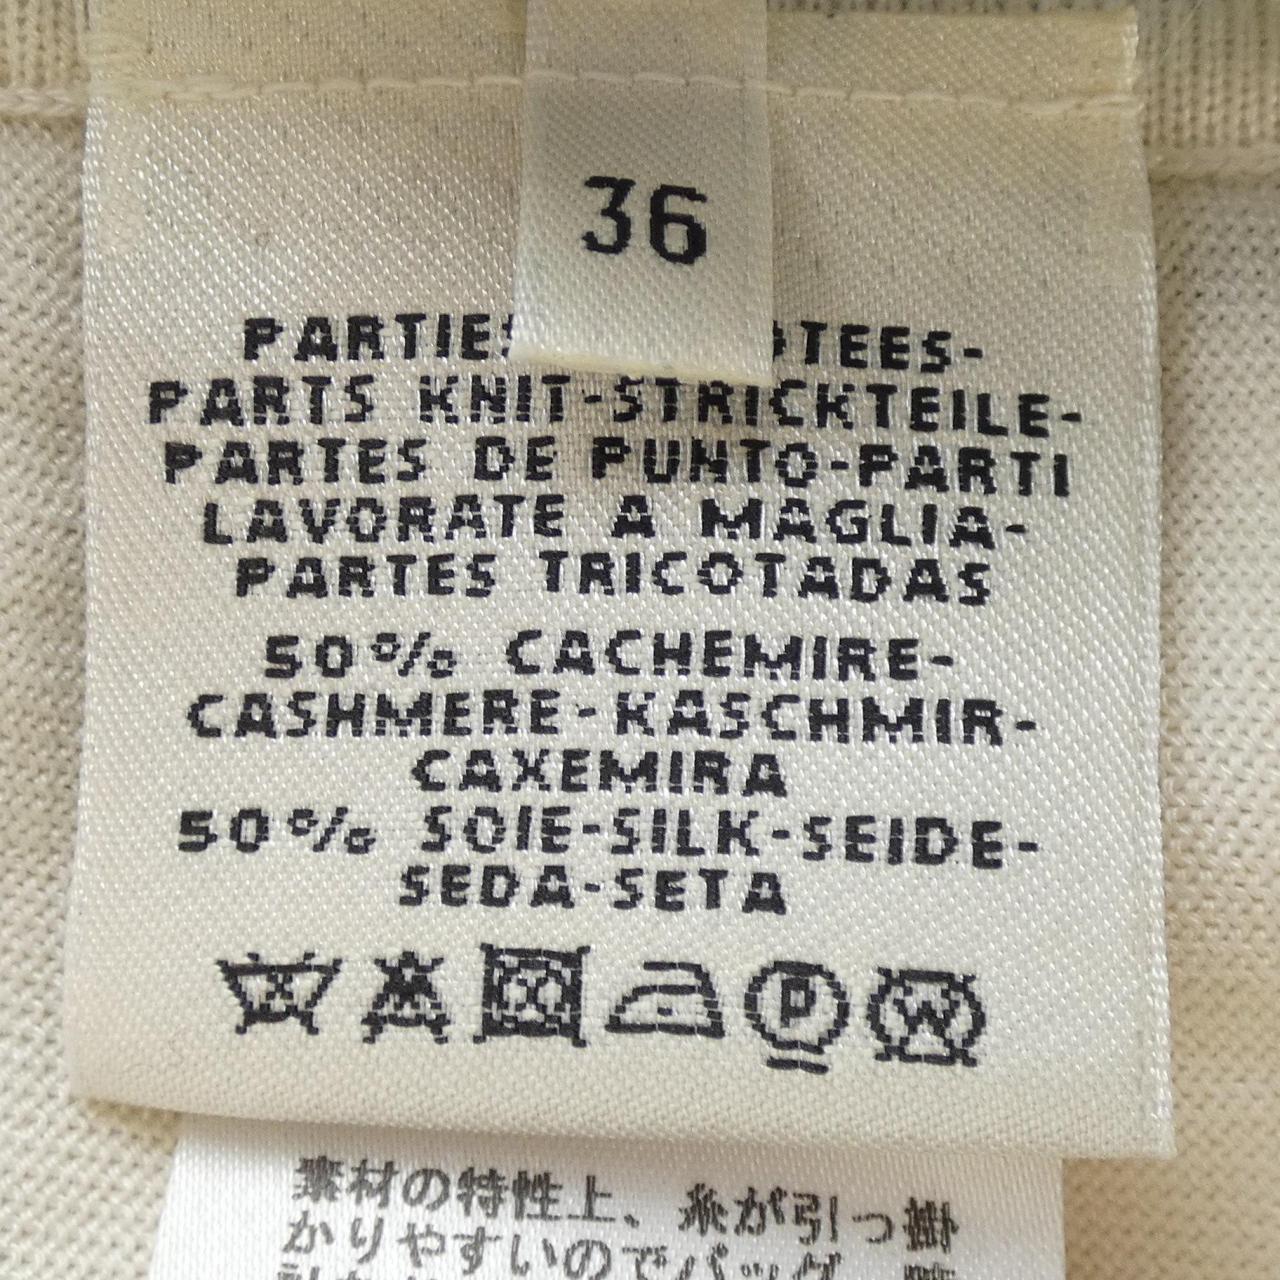 36
PARTIES
PARTS KNIT-STRICKTEILE-
PARTES DE PUNTO-PARTI
LAVORATE A MAGLIA-
PARTES TRICOTADAS
50% CACHEMIRE-
CASHMERE-KASCHMIR-
CAXEMIRA
50% SOIE-SILK-SEIDE-
SEDA-SETA
P W
素材の特性上、糸が引っ掛
かりやすいのでバッグ、